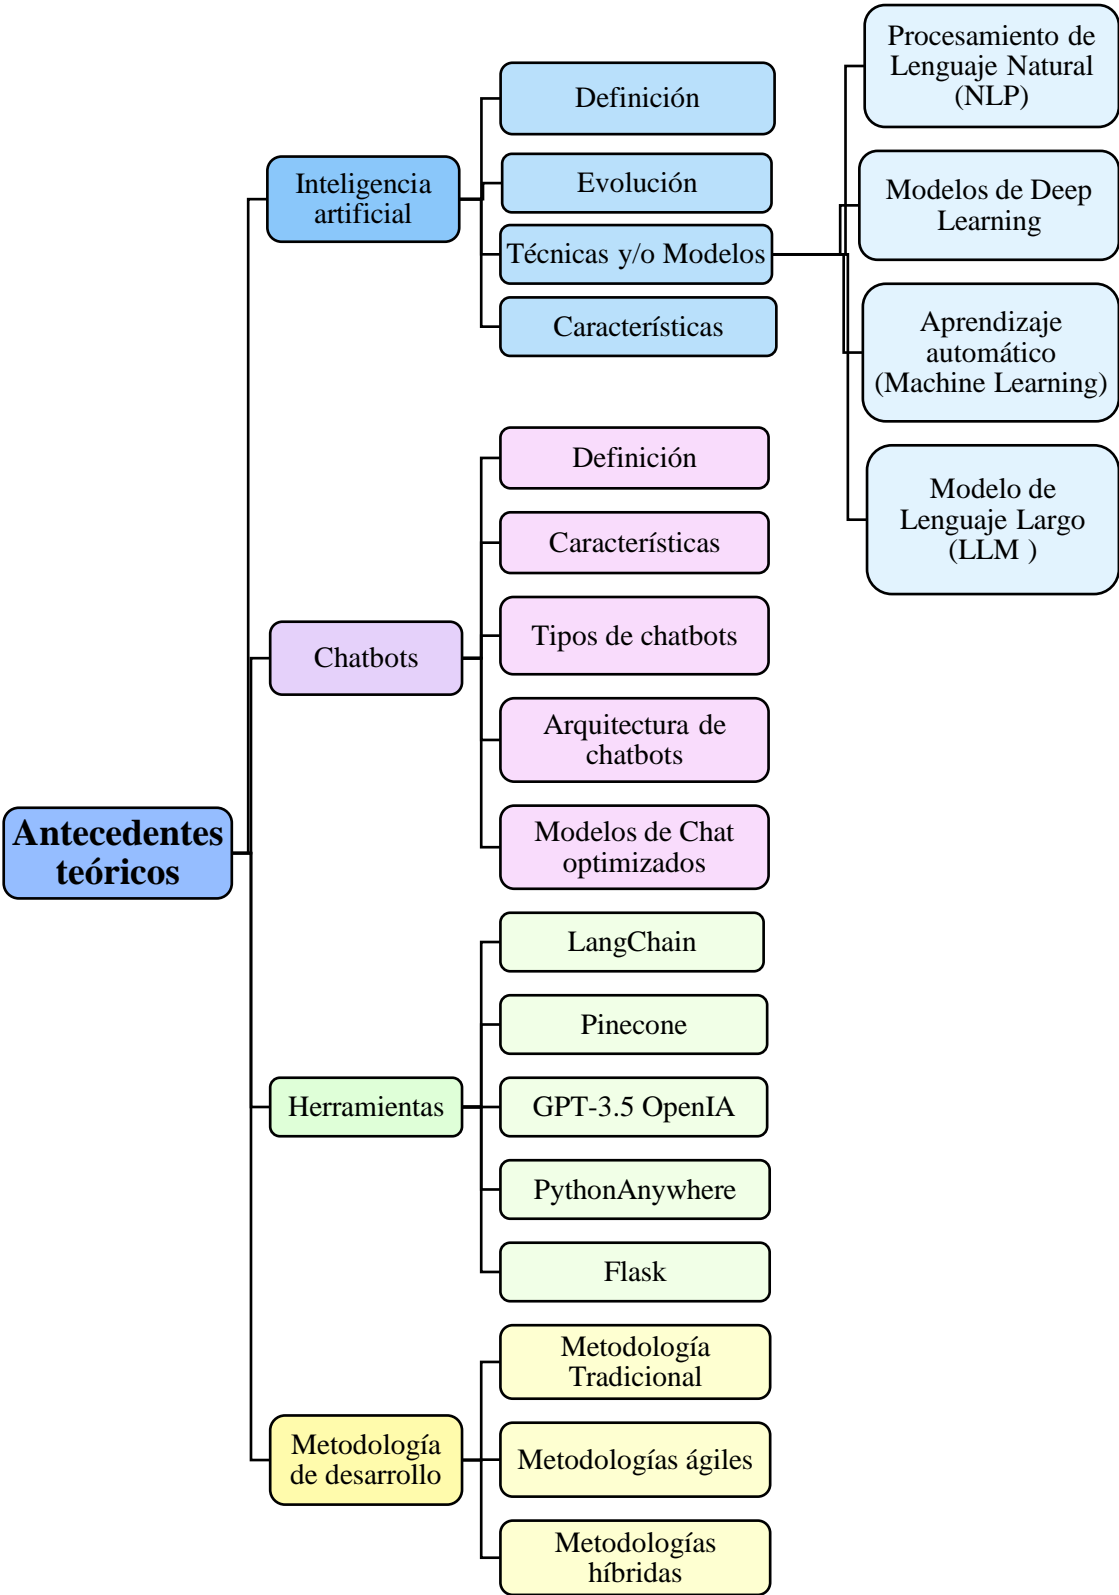 Antecedentes
teóricos
Inteligencia
artificial
Definición
Evolución
Técnicas y/o Modelos
Procesamiento de
Lenguaje Natural
(NLP)
Modelos de Deep
Learning
Aprendizaje
automático
(Machine Learning)
Modelo de
Lenguaje Largo
(LLM )
Característícas
Chatbots
Definición
Característícas
Tipos de chatbots
Arquitectura de
chatbots
Modelos de Chat
optimizados
Herramientas
LangChain
Pinecone
GPT-3.5 OpenIA
PythonAnywhere
Flask
Metodología
de desarrollo
Metodología
Tradicional
Metodologías ágiles
Metodologías
híbridas